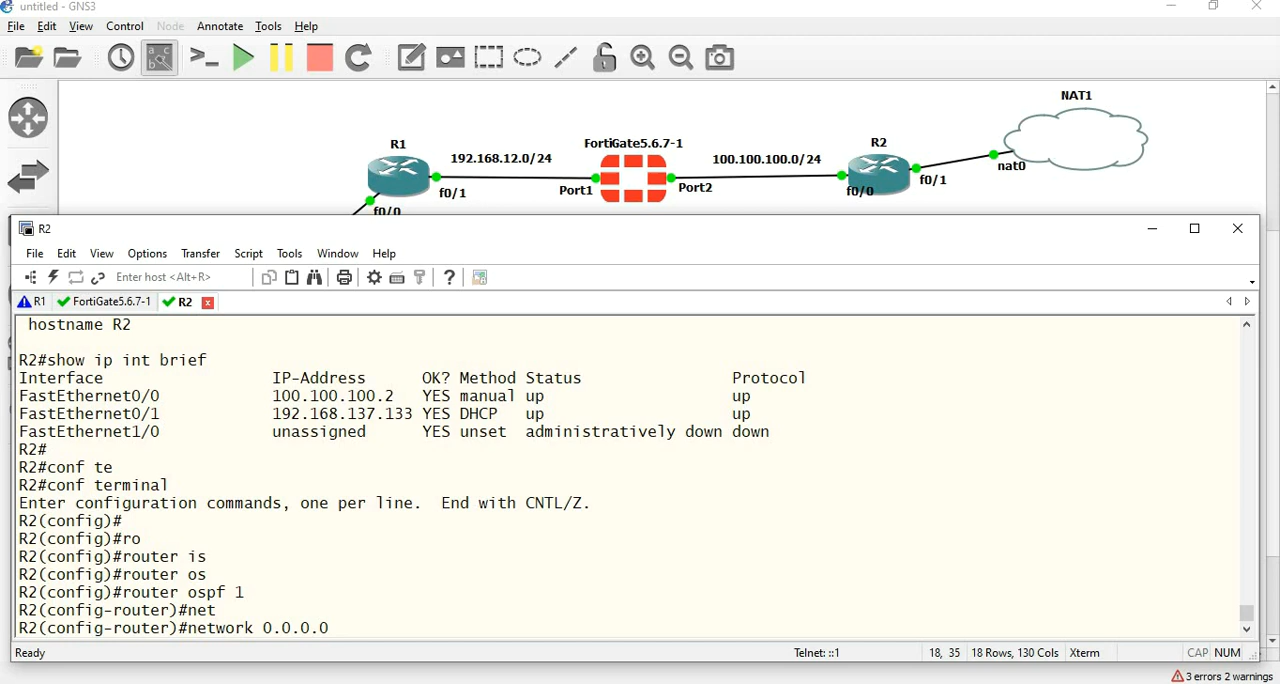 untitled - GNS3
File Edit View Control Node Annotate Tools Help
NAT1
R1
FortiGate5.6.7-1
R2
192.168.12.0/24
100.100.100.0/24
nat0
f0/1
Port1
Port2
f0/0
f0/1
f0/0
R2
File Edit View Options Transfer Script Tools Window Help
Enter host <Alt+R>
R1 FortiGate5.6.7-1 R2
hostname R2
R2#show ip int brief
Interface IP-Address OK? Method Status Protocol
FastEthernet0/0 100.100.100.2 YES manual up up
FastEthernet0/1 192.168.137.133 YES DHCP up up
FastEthernet1/0 unassigned YES unset administratively down down
R2#
R2#conf te
R2#conf terminal
Enter configuration commands, one per line. End with CNTL/Z.
R2(config)#
R2(config)#ro
R2(config)#router is
R2(config)#router os
R2(config)#router ospf 1
R2(config-router)#net
R2(config-router)#network 0.0.0.0
Ready Telnet: ::1 18, 35 18 Rows, 130 Cols Xterm CAP NUM
3 errors 2 warnings